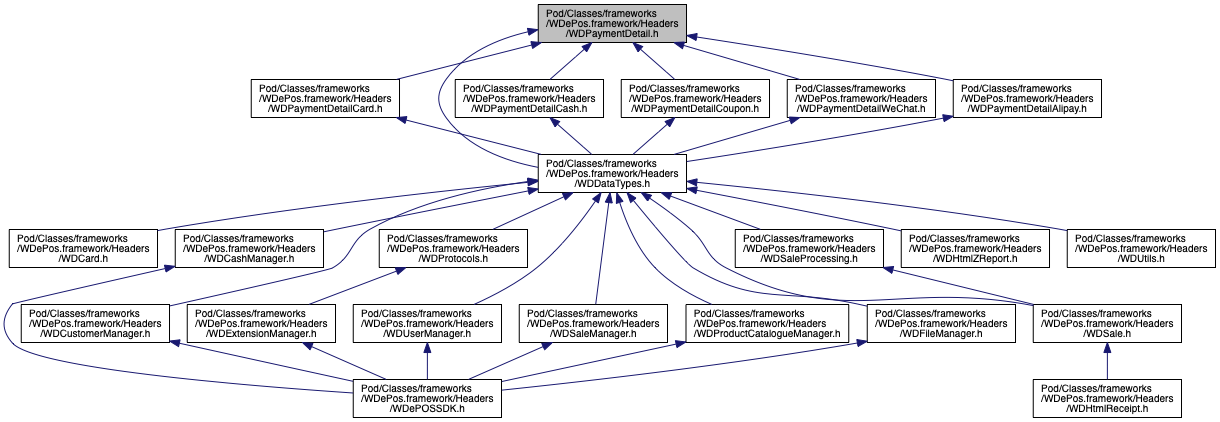 Pod/Classes/frameworks
/WDePos.framework/Headers
/WDPaymentDetail.h
Pod/Classes/frameworks
/WDePos.framework/Headers
/WDPaymentDetailCard.h
Pod/Classes/frameworks
/WDePos.framework/Headers
/WDPaymentDetailCash.h
Pod/Classes/frameworks
/WDePos.framework/Headers
/WDPaymentDetailCoupon.h
Pod/Classes/frameworks
/WDePos.framework/Headers
/WDPaymentDetailWeChat.h
Pod/Classes/frameworks
/WDePos.framework/Headers
/WDPaymentDetailAlipay.h
Pod/Classes/frameworks
/WDePos.framework/Headers
/WDDataTypes.h
Pod/Classes/frameworks
/WDePos.framework/Headers
/WDCard.h
Pod/Classes/frameworks
/WDePos.framework/Headers
/WDCashManager.h
Pod/Classes/frameworks
/WDePos.framework/Headers
/WDProtocols.h
Pod/Classes/frameworks
/WDePos.framework/Headers
/WDSaleProcessing.h
Pod/Classes/frameworks
/WDePos.framework/Headers
/WDHtmlZReport.h
Pod/Classes/frameworks
/WDePos.framework/Headers
/WDUtils.h
Pod/Classes/frameworks
/WDePos.framework/Headers
/WDCustomerManager.h
Pod/Classes/frameworks
/WDePos.framework/Headers
/WDExtensionManager.h
Pod/Classes/frameworks
/WDePos.framework/Headers
/WDUserManager.h
Pod/Classes/frameworks
/WDePos.framework/Headers
/WDSaleManager.h
Pod/Classes/frameworks
/WDePos.framework/Headers
/WDProductCatalogueManager.h
Pod/Classes/frameworks
/WDePos.framework/Headers
/WDFileManager.h
Pod/Classes/frameworks
/WDePos.framework/Headers
/WDSale.h
Pod/Classes/frameworks
/WDePos.framework/Headers
/WDePOSSDK.h
Pod/Classes/frameworks
/WDePos.framework/Headers
/WDHtmlReceipt.h